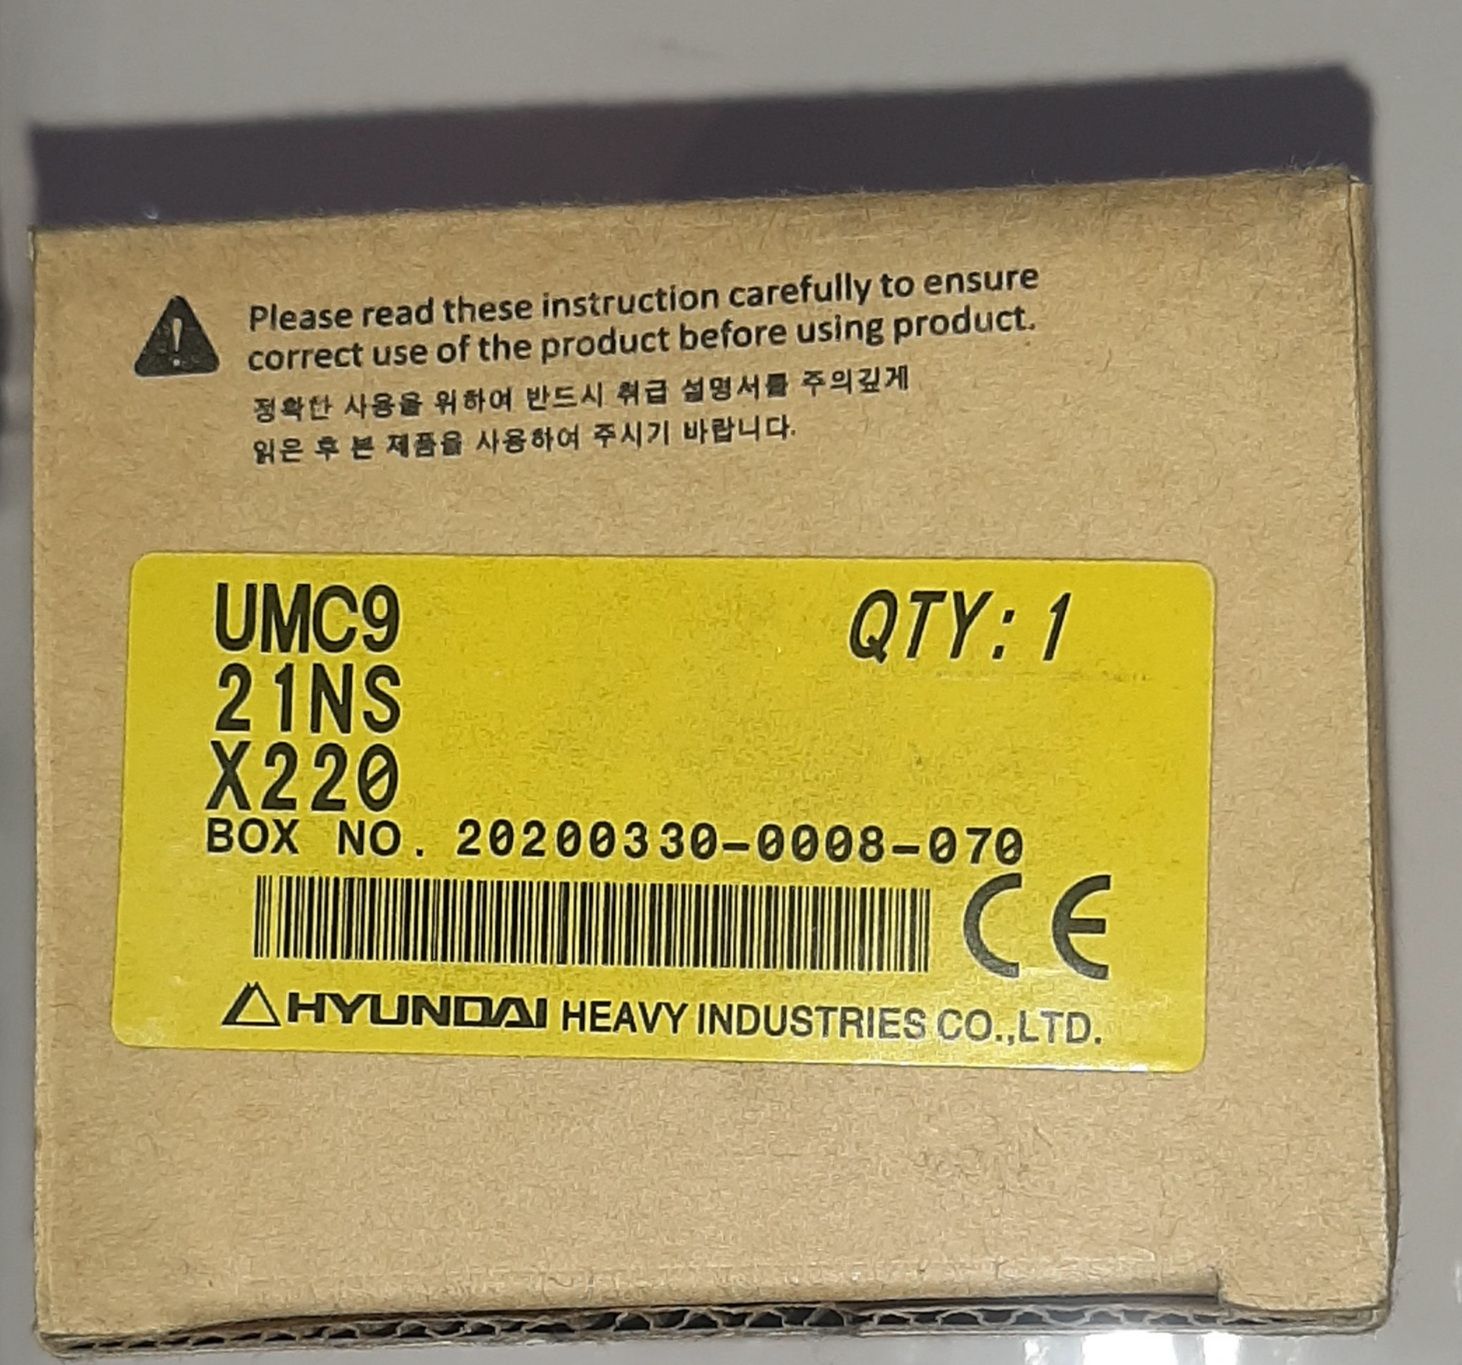 Please read these instruction carefully to ensure
correct use of the product before using product.
정확한 사용을 위하여 반드시 취급 설명서를 주의깊게
읽은 후 본 제품을 사용하여 주시기 바랍니다.
UMC9
QTY: 1
21NS
X220
BOX NO. 20200330-0008-070
CE
HYUNDAI HEAVY INDUSTRIES CO.,LTD.